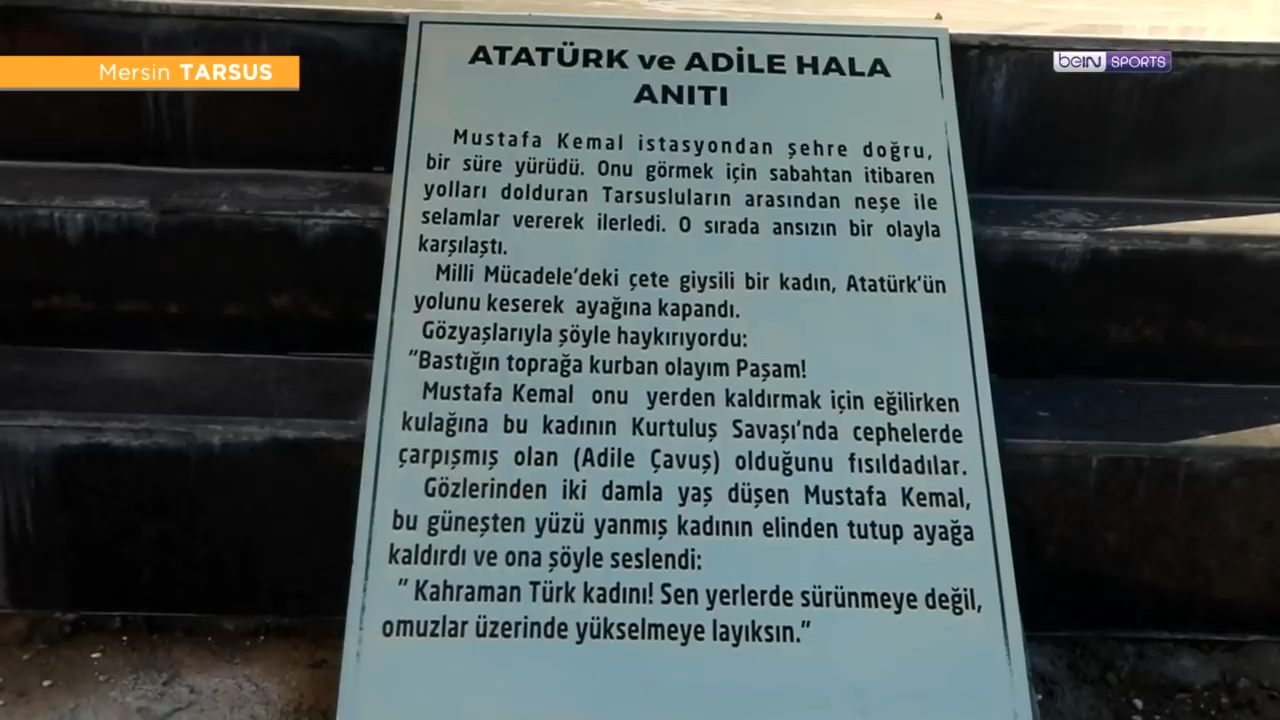 Mersin TARSUS
beIN SPORTS
ATATÜRK ve ADİLE HALA
ANITI
Mustafa Kemal istasyondan şehre doğru,
bir süre yürüdü. Onu görmek için sabahtan itibaren
yolları dolduran Tarsusluların arasından neşe ile
selamlar vererek ilerledi. O sırada ansızın bir olayla
karşılaştı.
Milli Mücadele'deki çete giysili bir kadın, Atatürk'ün
yolunu keserek ayağına kapandı.
Gözyaşlarıyla şöyle haykırıyordu:
"Bastığın toprağa kurban olayım Paşam!
Mustafa Kemal onu yerden kaldırmak için eğilirken
kulağına bu kadının Kurtuluş Savaşı'nda cephelerde
çarpışmış olan (Adile Çavuş) olduğunu fısıldadılar.
Gözlerinden iki damla yaş düşen Mustafa Kemal,
bu güneşten yüzü yanmış kadının elinden tutup ayağa
kaldırdı ve ona şöyle seslendi:
" Kahraman Türk kadını! Sen yerlerde sürünmeye değil,
omuzlar üzerinde yükselmeye layıksın."